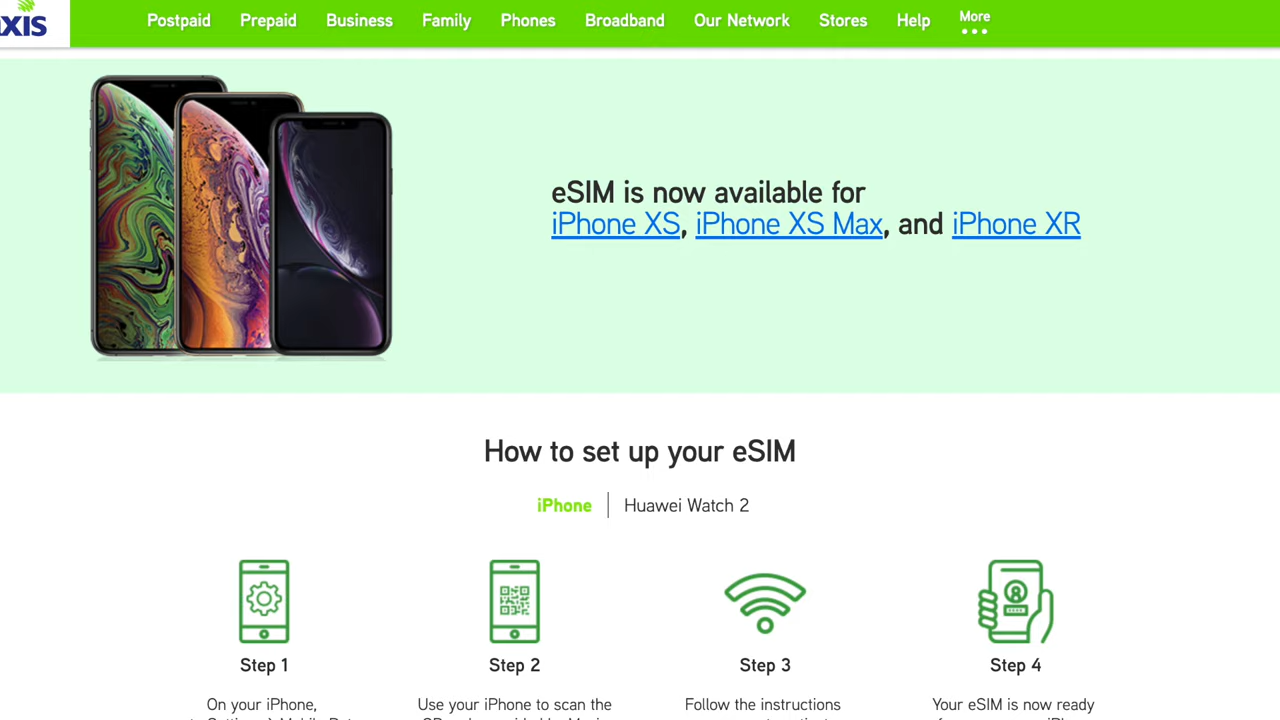 axis
Postpaid Prepaid Business Family Phones Broadband Our Network Stores Help More
eSIM is now available for
iPhone XS, iPhone XS Max, and iPhone XR
How to set up your eSIM
iPhone | Huawei Watch 2
Step 1 Step 2 Step 3 Step 4
On your iPhone, Use your iPhone to scan the Follow the instructions Your eSIM is now ready